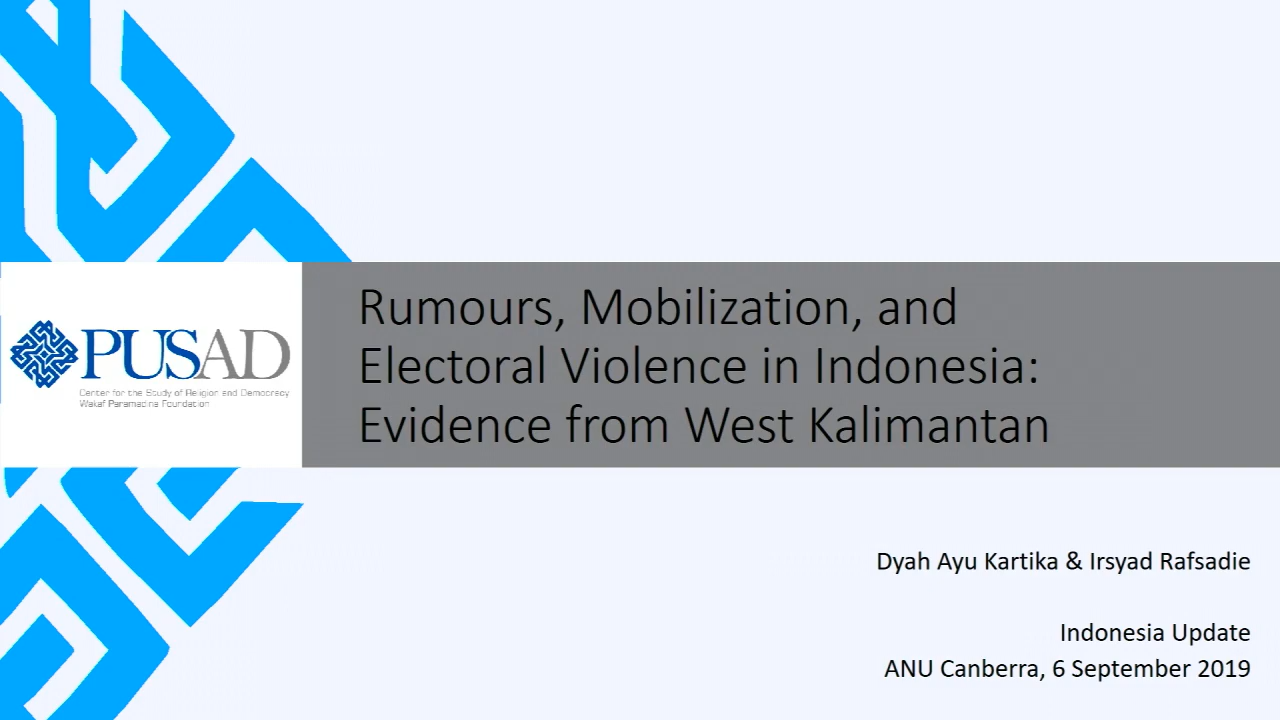 Rumours, Mobilization, and
Electoral Violence in Indonesia:
Evidence from West Kalimantan
PUSAD
Center for the Study of Religion and Democracy
Wakaf Paramadina Foundation
Dyah Ayu Kartika & Irsyad Rafsadie
Indonesia Update
ANU Canberra, 6 September 2019